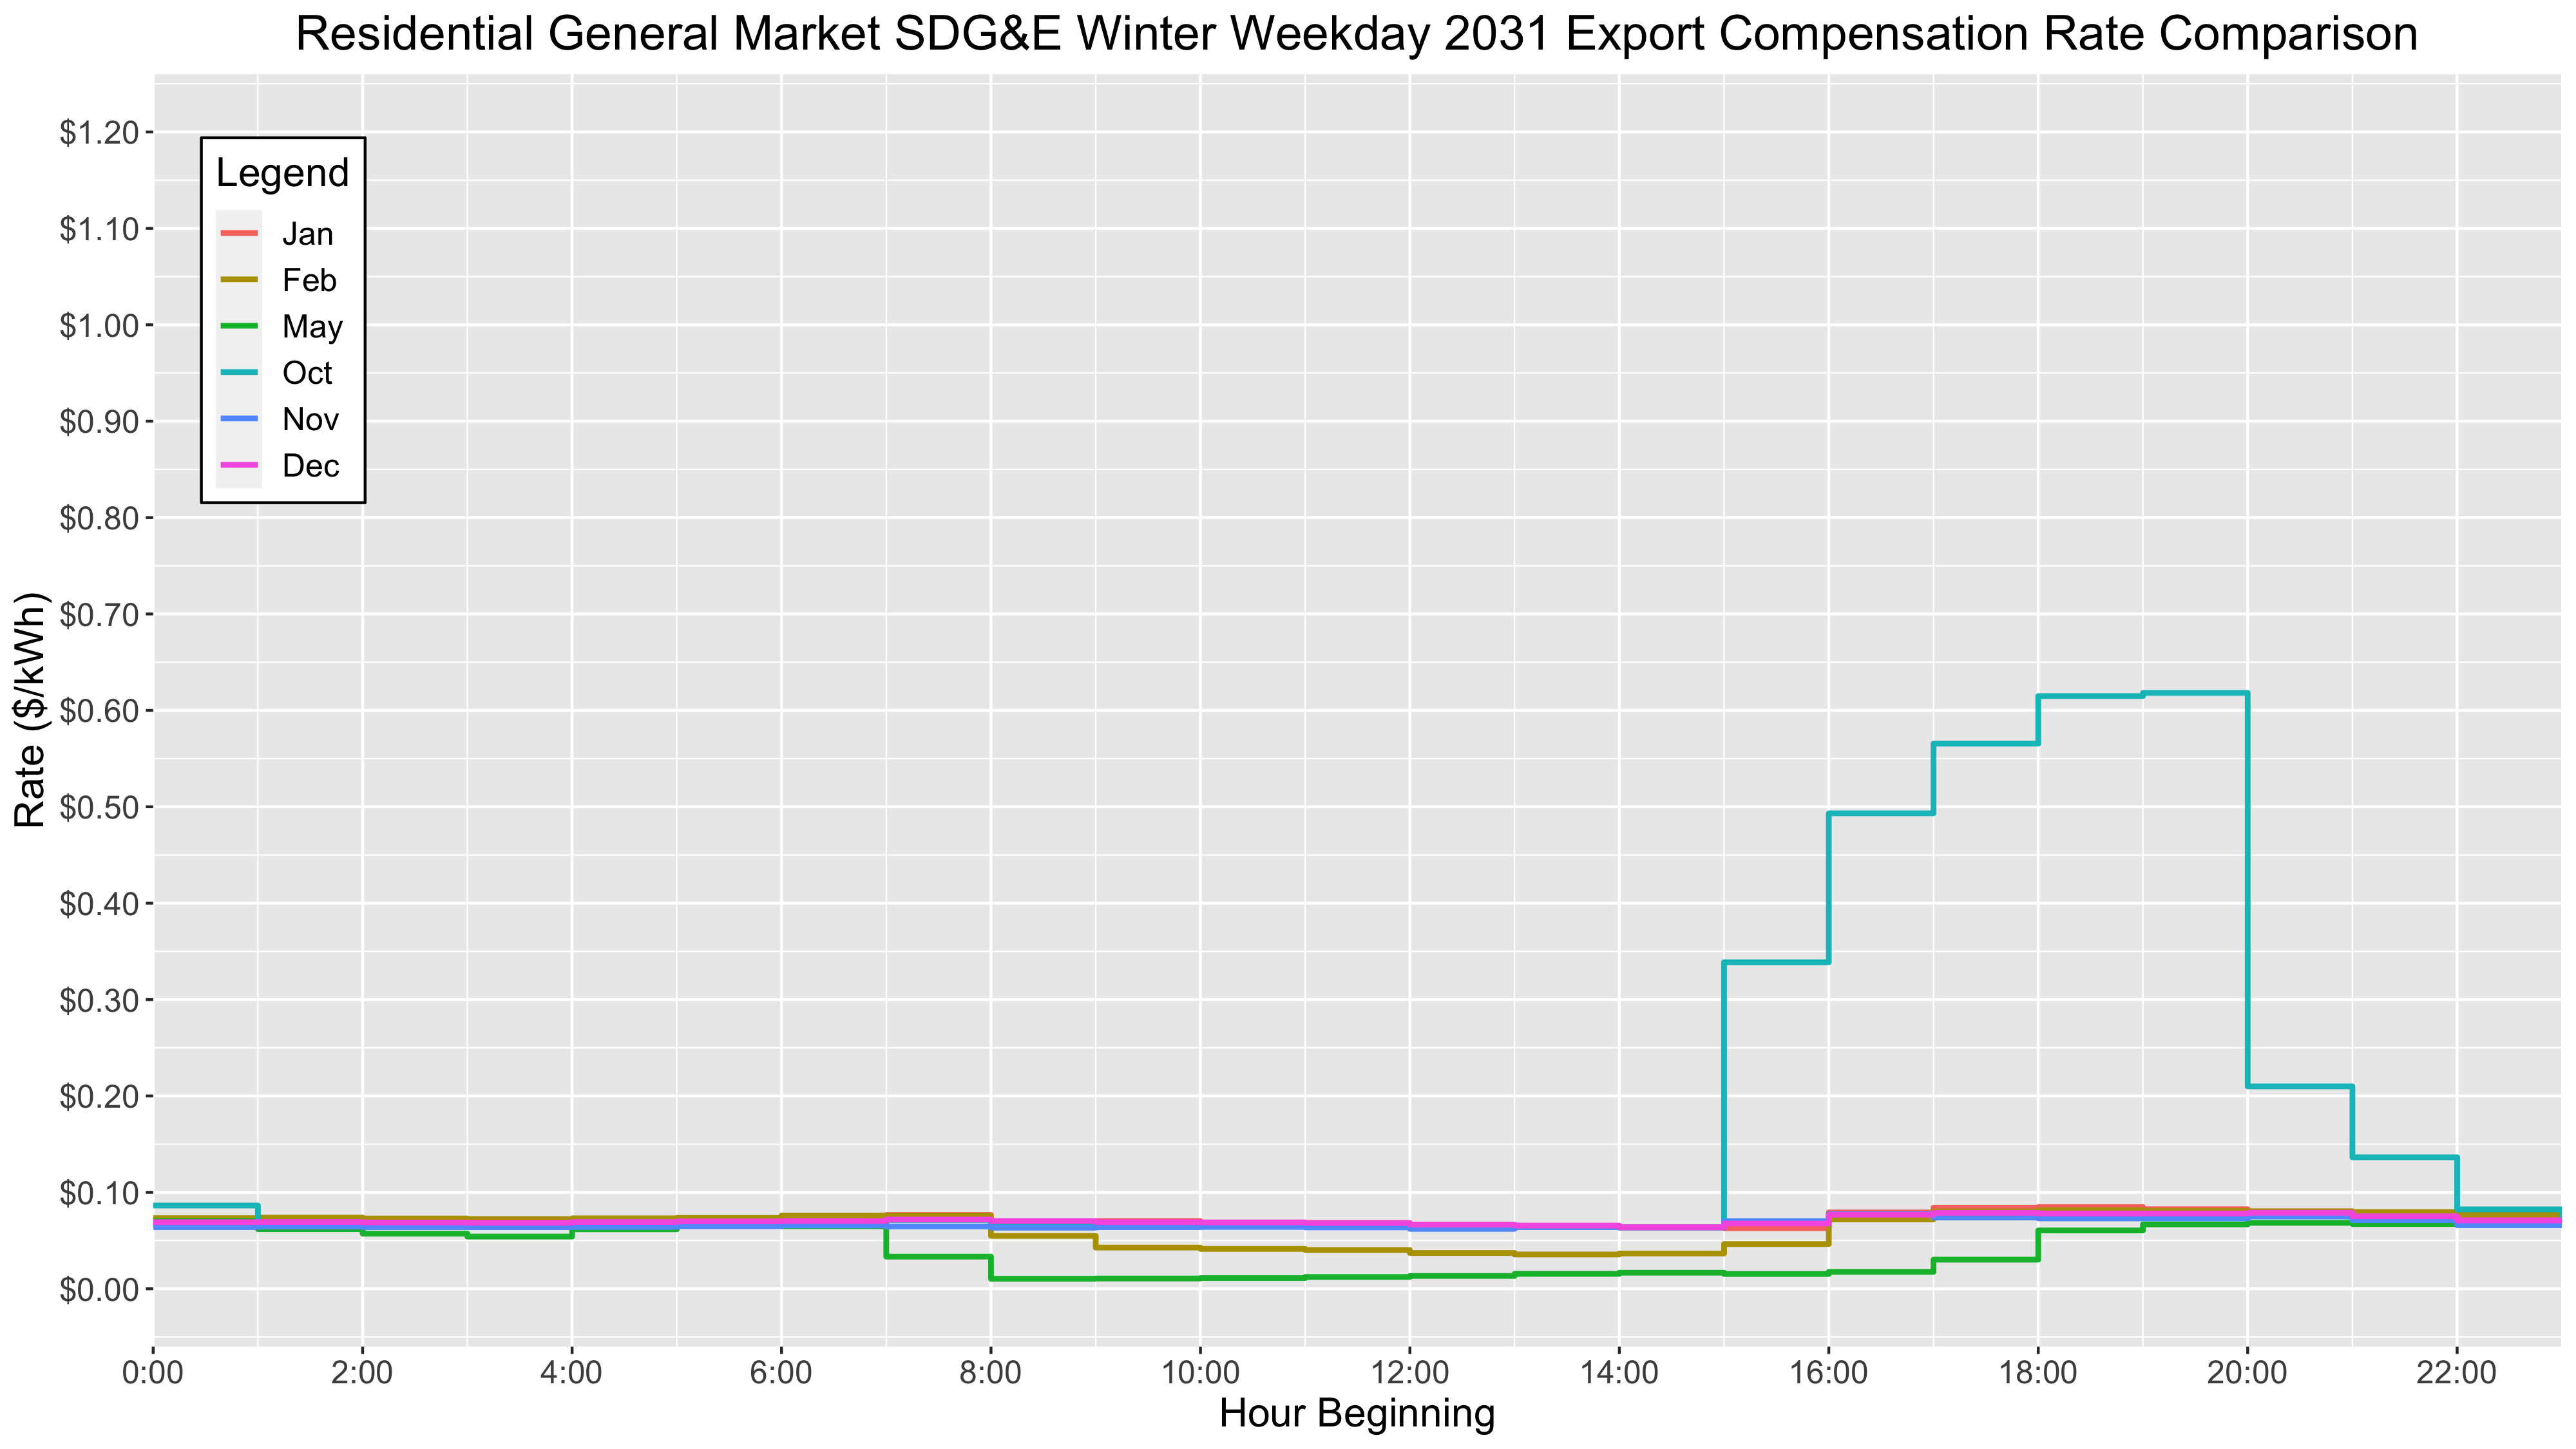 Residential General Market SDG&E Winter Weekday 2031 Export Compensation Rate Comparison
Rate ($/kWh)
$1.20
$1.10
$1.00
$0.90
$0.80
$0.70
$0.60
$0.50
$0.40
$0.30
$0.20
$0.10
$0.00
Legend
Jan
Feb
May
Oct
Nov
Dec
0:00 2:00 4:00 6:00 8:00 10:00 12:00 14:00 16:00 18:00 20:00 22:00
Hour Beginning